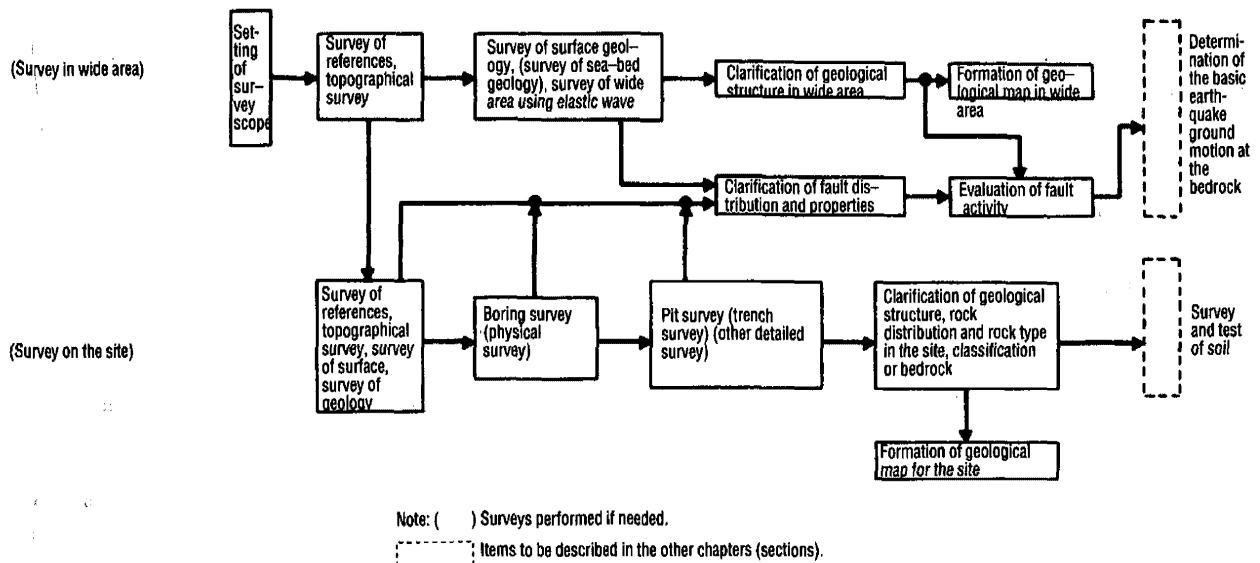 (Survey in wide area)
Set-
ting
of
sur-
vey
scope
Survey of
references,
topographical
survey
Survey of surface geol-
ogy, (survey of sea-bed
geology), survey of wide
area using elastic wave
Clarification of geological
structure in wide area
Formation of geo-
logical map in wide
area
Determi-
nation of
the basic
earth-
quake
ground
motion at
the
bedrock
Clarification of fault dis-
tribution and properties
Evaluation of fault
activity
(Survey on the site)
Survey of
references,
topographical
survey, survey
of surface,
survey of
geology
Boring survey
(physical
survey)
Pit survey (trench
survey) (other detailed
survey)
Clarification of geological
structure, rock
distribution and rock type
in the site, classification
or bedrock
Survey
and test
of soil
Formation of geological
map for the site
Note: ( ) Surveys performed if needed.
Items to be described in the other chapters (sections).